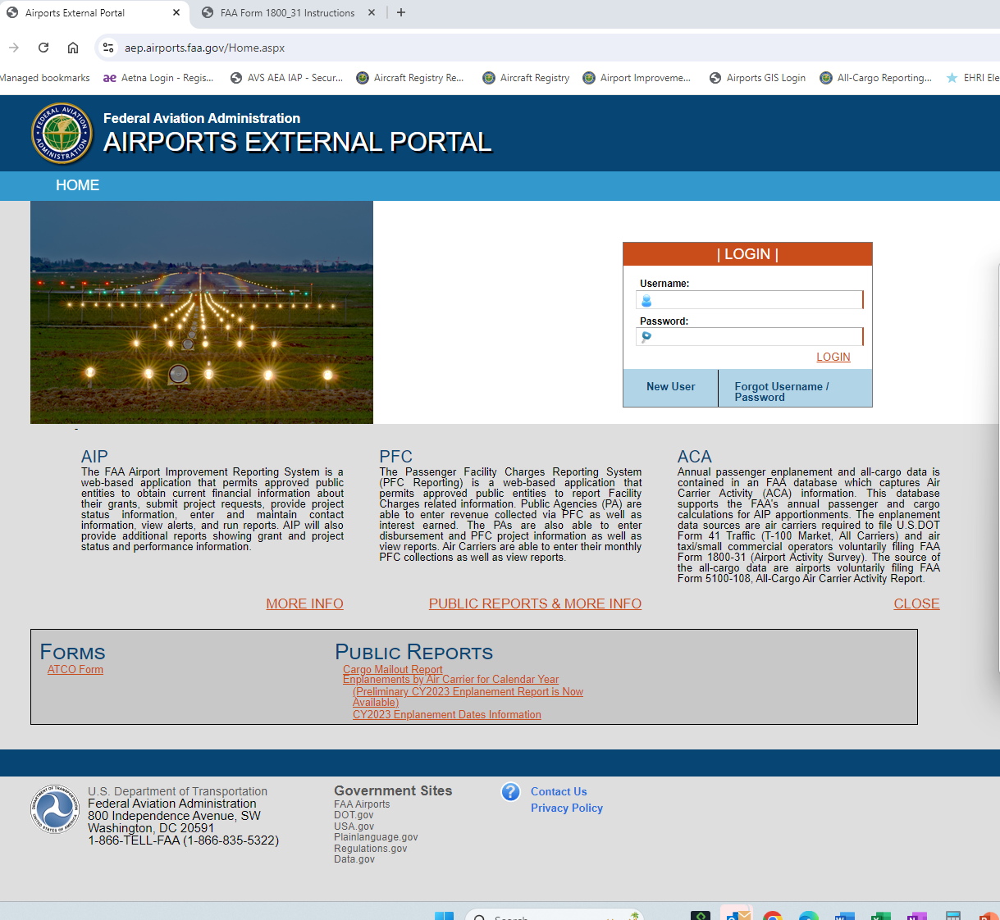 Airports External Portal
FAA Form 1800_31 Instructions
aep.airports.faa.gov/Home.aspx
Managed bookmarks
ae Aetna Login - Regis...
AVS AEA IAP - Secur...
Aircraft Registry Re...
Aircraft Registry
Airport Improveme...
Airports GIS Login
All-Cargo Reporting...
EHRI Ele
FEDERAL AVIATION ADMINISTRATION
Federal Aviation Administration
AIRPORTS EXTERNAL PORTAL
HOME
| LOGIN |
Username:
Password:
LOGIN
New User
Forgot Username /
Password
-
AIP
The FAA Airport Improvement Reporting System is a
web-based application that permits approved public
entities to obtain current financial information about
their grants, submit project requests, provide project
status information, enter and maintain contact
information, view alerts, and run reports. AIP will also
provide additional reports showing grant and project
status and performance information.
MORE INFO
PFC
The Passenger Facility Charges Reporting System
(PFC Reporting) is a web-based application that
permits approved public entities to report Facility
Charges related information. Public Agencies (PA) are
able to enter revenue collected via PFC as well as
interest earned. The PAs are also able to enter
disbursement and PFC project information as well as
view reports. Air Carriers are able to enter their monthly
PFC collections as well as view reports.
PUBLIC REPORTS & MORE INFO
ACA
Annual passenger enplanement and all-cargo data is
contained in an FAA database which captures Air
Carrier Activity (ACA) information. This database
supports the FAA's annual passenger and cargo
calculations for AIP apportionments. The enplanement
data sources are air carriers required to file U.S.DOT
Form 41 Traffic (T-100 Market, All Carriers) and air
taxi/small commercial operators voluntarily filing FAA
Form 1800-31 (Airport Activity Survey). The source of
the all-cargo data are airports voluntarily filing FAA
Form 5100-108, All-Cargo Air Carrier Activity Report.
CLOSE
FORMS
ATCO Form
PUBLIC REPORTS
Cargo Mailout Report
Enplanements by Air Carrier for Calendar Year
(Preliminary CY2023 Enplanement Report is Now
Available)
CY2023 Enplanement Dates Information
DEPARTMENT OF TRANSPORTATION
UNITED STATES OF AMERICA
U.S. Department of Transportation
Federal Aviation Administration
800 Independence Avenue, SW
Washington, DC 20591
1-866-TELL-FAA (1-866-835-5322)
Government Sites
FAA Airports
DOT.gov
USA.gov
Plainlanguage.gov
Regulations.gov
Data.gov
?
Contact Us
Privacy Policy
Search